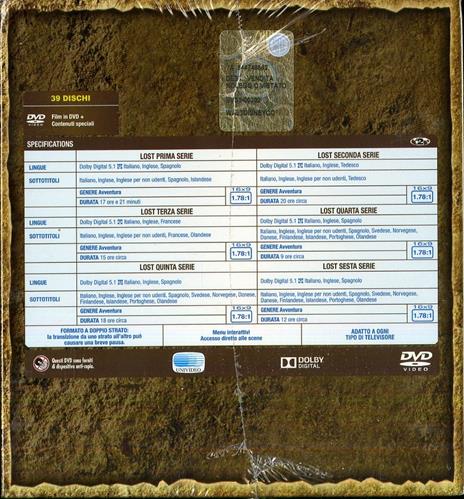 39 DISCHI
DVD VIDEO
Film in DVD +
Contenuti speciali
DEST. VENDITA
NOLEGGIO VIETATO
SPECIFICATIONS
LOST PRIMA SERIE
LINGUE
Dolby Digital 5.1 Italiano, Inglese, Spagnolo
SOTTOTITOLI
Italiano, Inglese, Inglese per non udenti, Spagnolo, Islandese
GENERE Avventura
DURATA 17 ore e 21 minuti
16x9
1.78:1
LOST SECONDA SERIE
Dolby Digital 5.1 Italiano, Inglese, Tedesco
Italiano, Inglese, Inglese per non udenti, Tedesco
GENERE Avventura
DURATA 20 ore circa
16x9
1.78:1
LOST TERZA SERIE
LINGUE
Dolby Digital 5.1 Italiano, Inglese, Francese
SOTTOTITOLI
Italiano, Inglese, Inglese per non udenti, Francese, Olandese
GENERE Avventura
DURATA 15 ore circa
16x9
1.78:1
LOST QUARTA SERIE
Dolby Digital 5.1 Italiano, Inglese, Spagnolo
Italiano, Inglese, Inglese per non udenti, Spagnolo, Svedese, Norvegese,
Danese, Finlandese, Islandese, Portoghese, Olandese
GENERE Avventura
DURATA 9 ore circa
16x9
1.78:1
LOST QUINTA SERIE
LINGUE
Dolby Digital 5.1 Italiano, Inglese, Spagnolo
SOTTOTITOLI
Italiano, Inglese, Inglese per non udenti, Spagnolo, Svedese, Norvegese, Danese,
Finlandese, Islandese, Portoghese, Olandese
GENERE Avventura
DURATA 18 ore circa
16x9
1.78:1
LOST SESTA SERIE
Dolby Digital 5.1 Italiano, Inglese, Spagnolo
Italiano, Inglese, Inglese per non udenti, Spagnolo, Svedese, Norvegese,
Danese, Finlandese, Islandese, Portoghese, Olandese
GENERE Avventura
DURATA 12 ore circa
16x9
1.78:1
FORMATO A DOPPIO STRATO:
la transizione da uno strato all'altro può
causare una breve pausa.
Menu interattivi
Accesso diretto alle scene
ADATTO A OGNI
TIPO DI TELEVISORE
Questi DVD sono forniti
di dispositivo anti-copia.
UNIVIDEO
DOLBY
DIGITAL
DVD
VIDEO